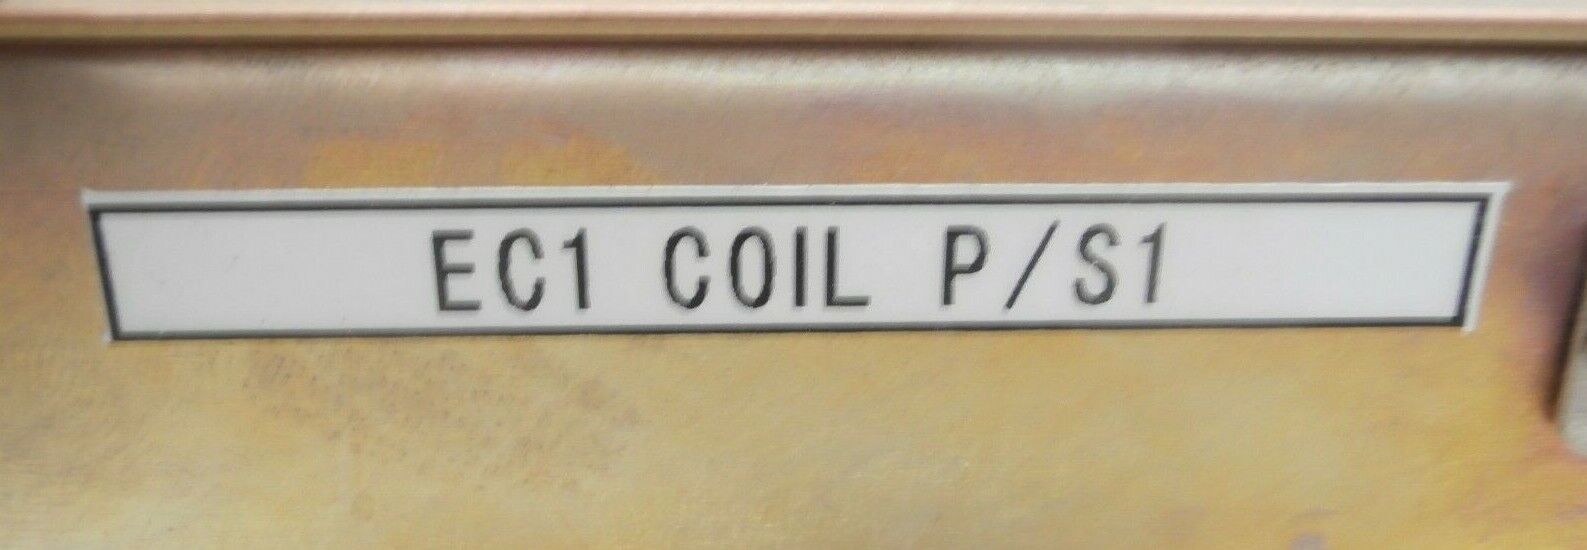 EC1 COIL P/S1